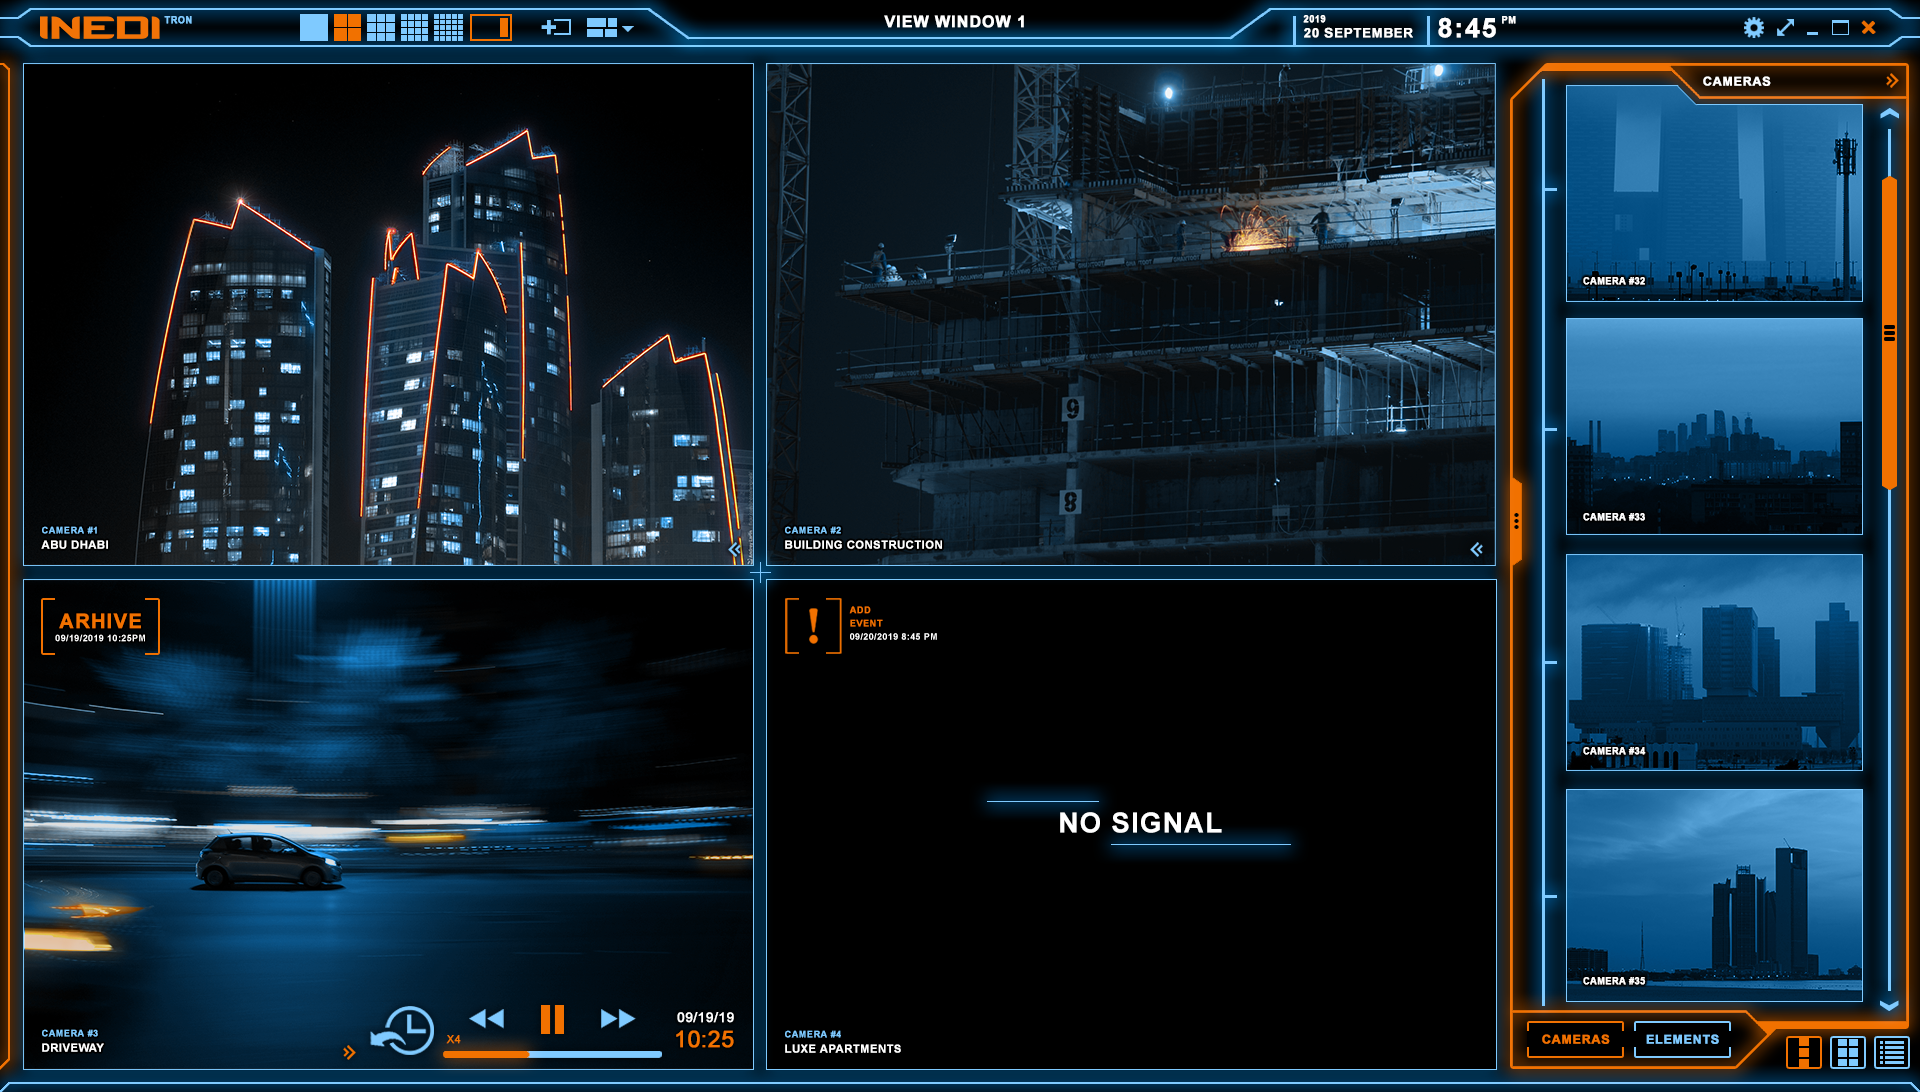 INEDI TRON
VIEW WINDOW 1
2019
20 SEPTEMBER
8:45 PM
CAMERAS
CAMERA #1
ABU DHABI
9
8
CAMERA #2
BUILDING CONSTRUCTION
CAMERA #32
CAMERA #33
CAMERA #34
CAMERA #35
ARHIVE
09/19/2019 10:25PM
CAMERA #3
DRIVEWAY
X4
09/19/19
10:25
!
ADD
EVENT
09/20/2019 8:45 PM
NO SIGNAL
CAMERA #4
LUXE APARTMENTS
CAMERAS
ELEMENTS